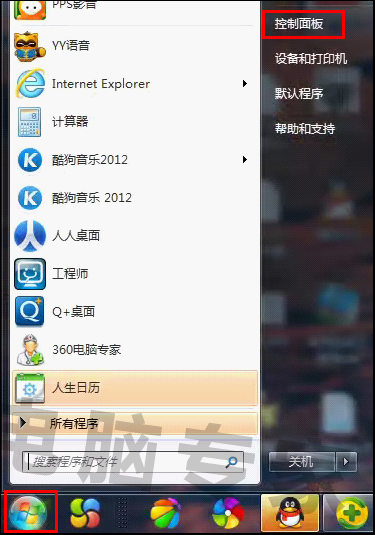 PPS影音
YY语音
Internet Explorer
计算器
酷狗音乐2012
酷狗音乐 2012
人人桌面
工程师
Q+桌面
360电脑专家
人生日历
所有程序
搜索程序和文件
控制面板
设备和打印机
默认程序
帮助和支持
关机
电脑专